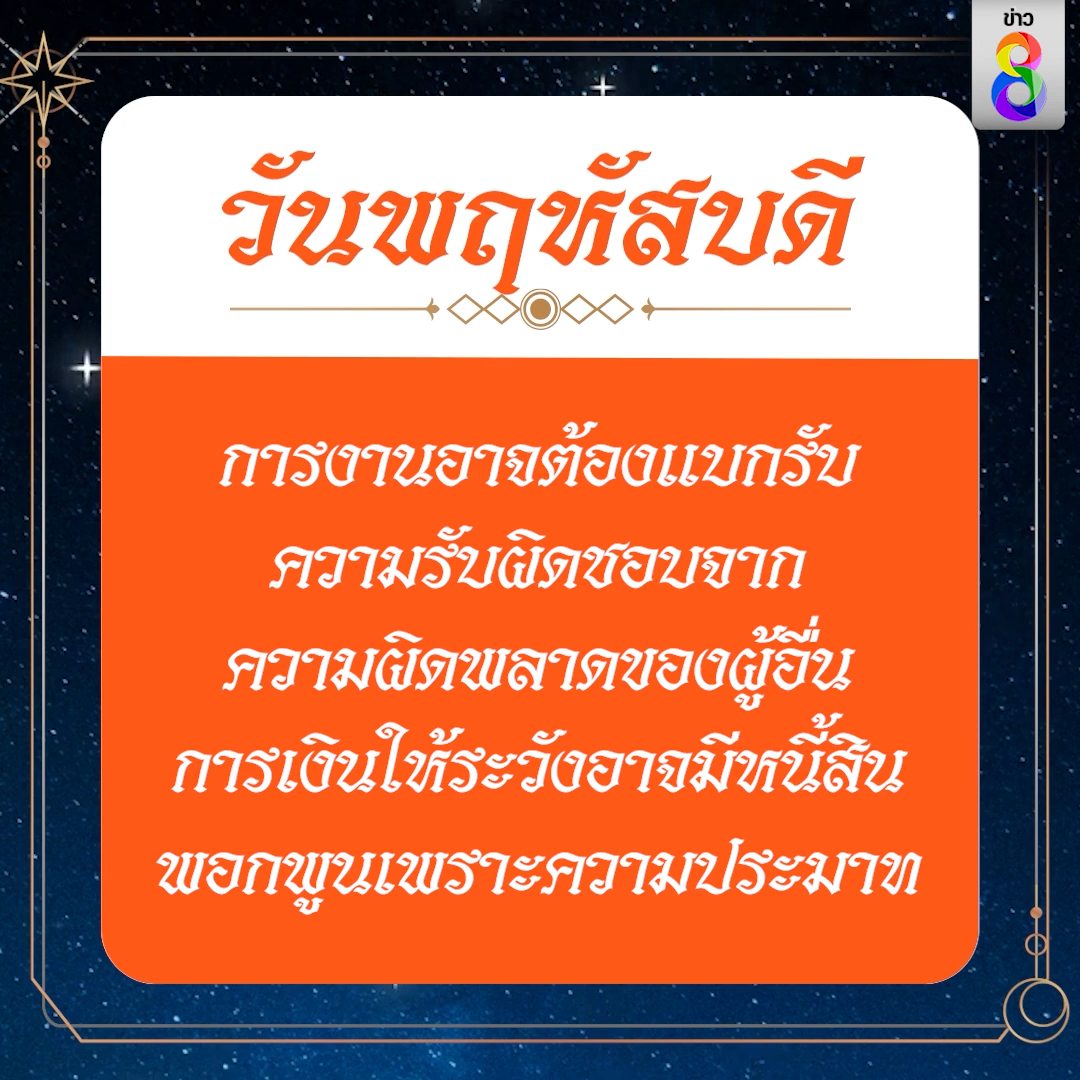 ข่าว
8
วันพฤหัสบดี
การงานอาจต้องแบกรับ
ความรับผิดชอบจาก
ความผิดพลาดของผู้อื่น
การเงินให้ระวังอาจมีหนี้สิน
พอกพูนเพราะความประมาท